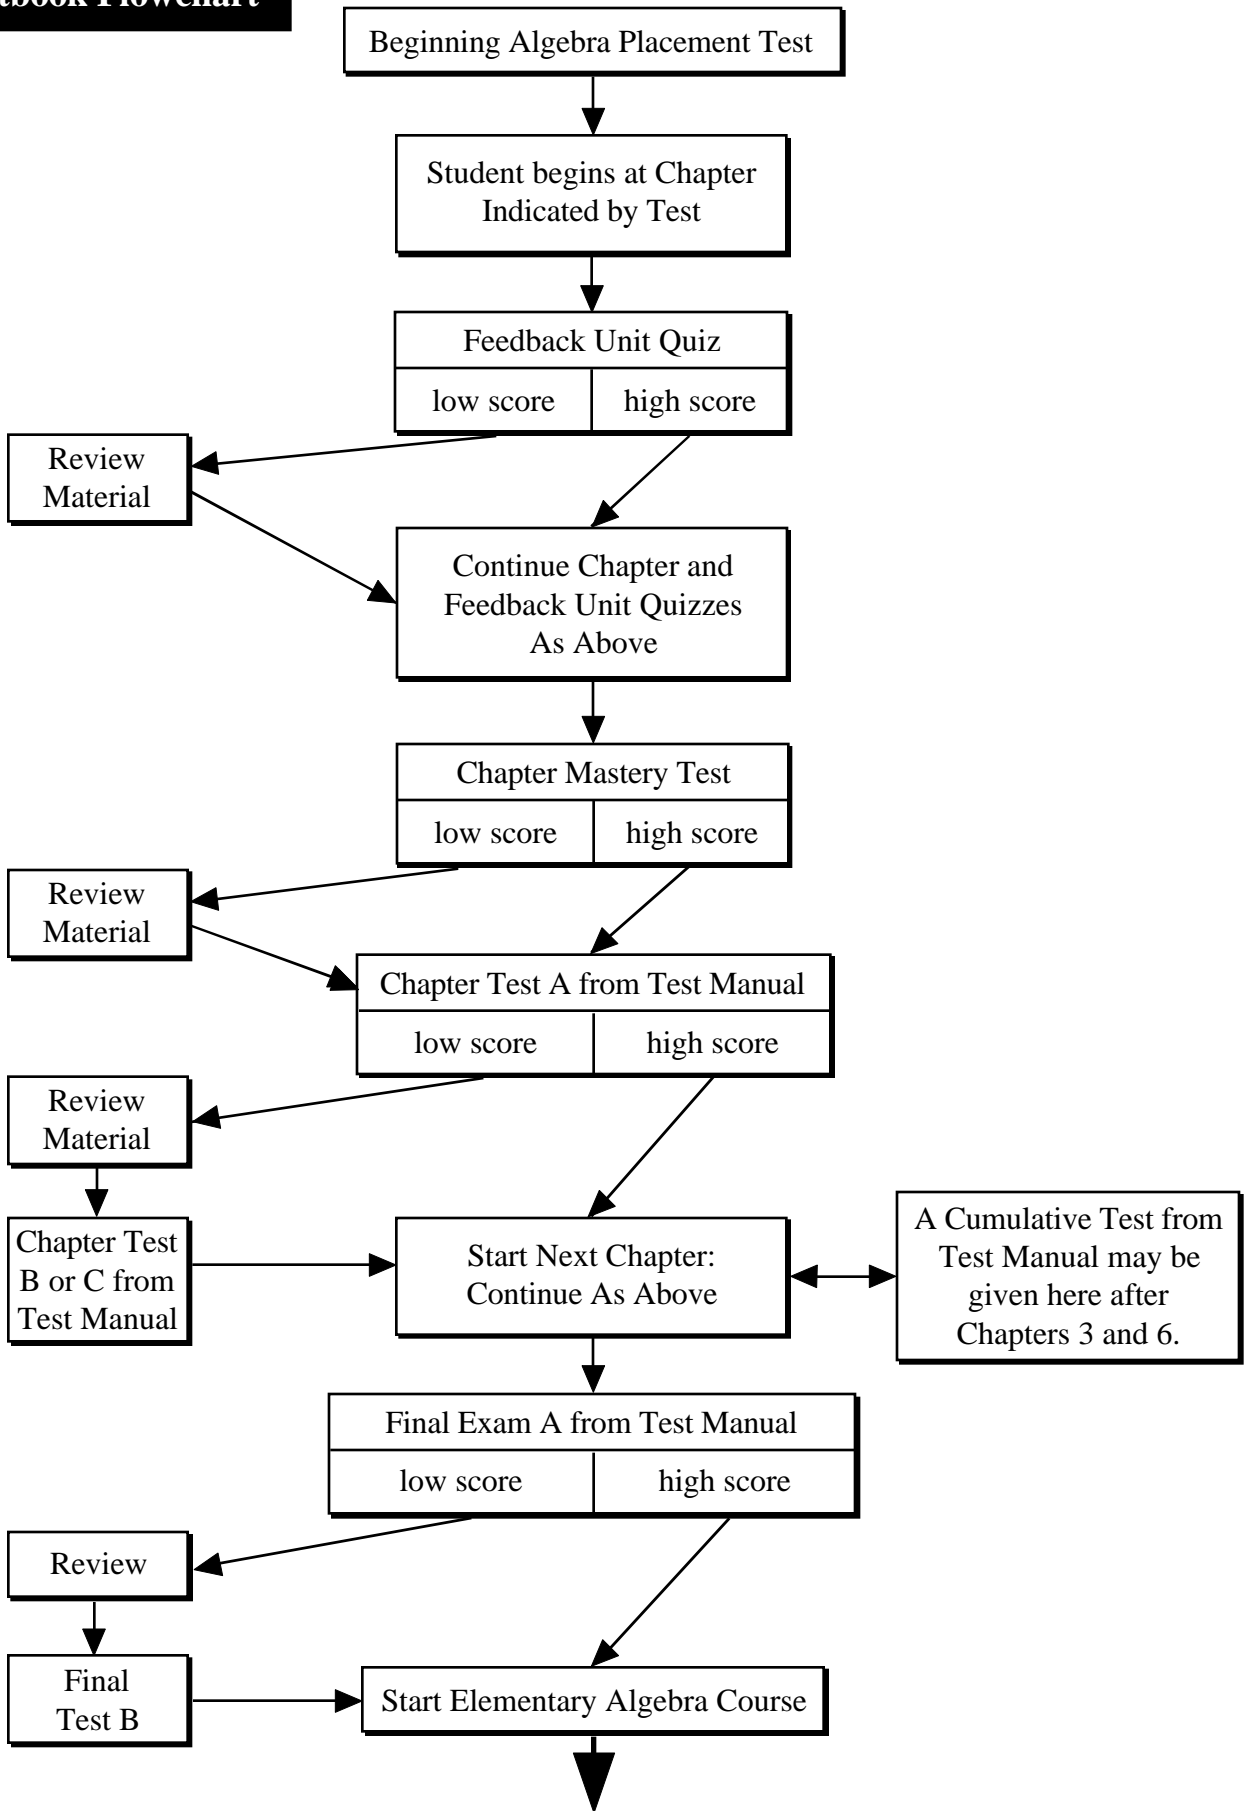 Flowchart
Beginning Algebra Placement Test
Student begins at Chapter
Indicated by Test
Feedback Unit Quiz
low score
high score
Review
Material
Continue Chapter and
Feedback Unit Quizzes
As Above
Chapter Mastery Test
low score
high score
Review
Material
Chapter Test A from Test Manual
low score
high score
Review
Material
Chapter Test
B or C from
Test Manual
Start Next Chapter:
Continue As Above
A Cumulative Test from
Test Manual may be
given here after
Chapters 3 and 6.
Final Exam A from Test Manual
low score
high score
Review
Final
Test B
Start Elementary Algebra Course